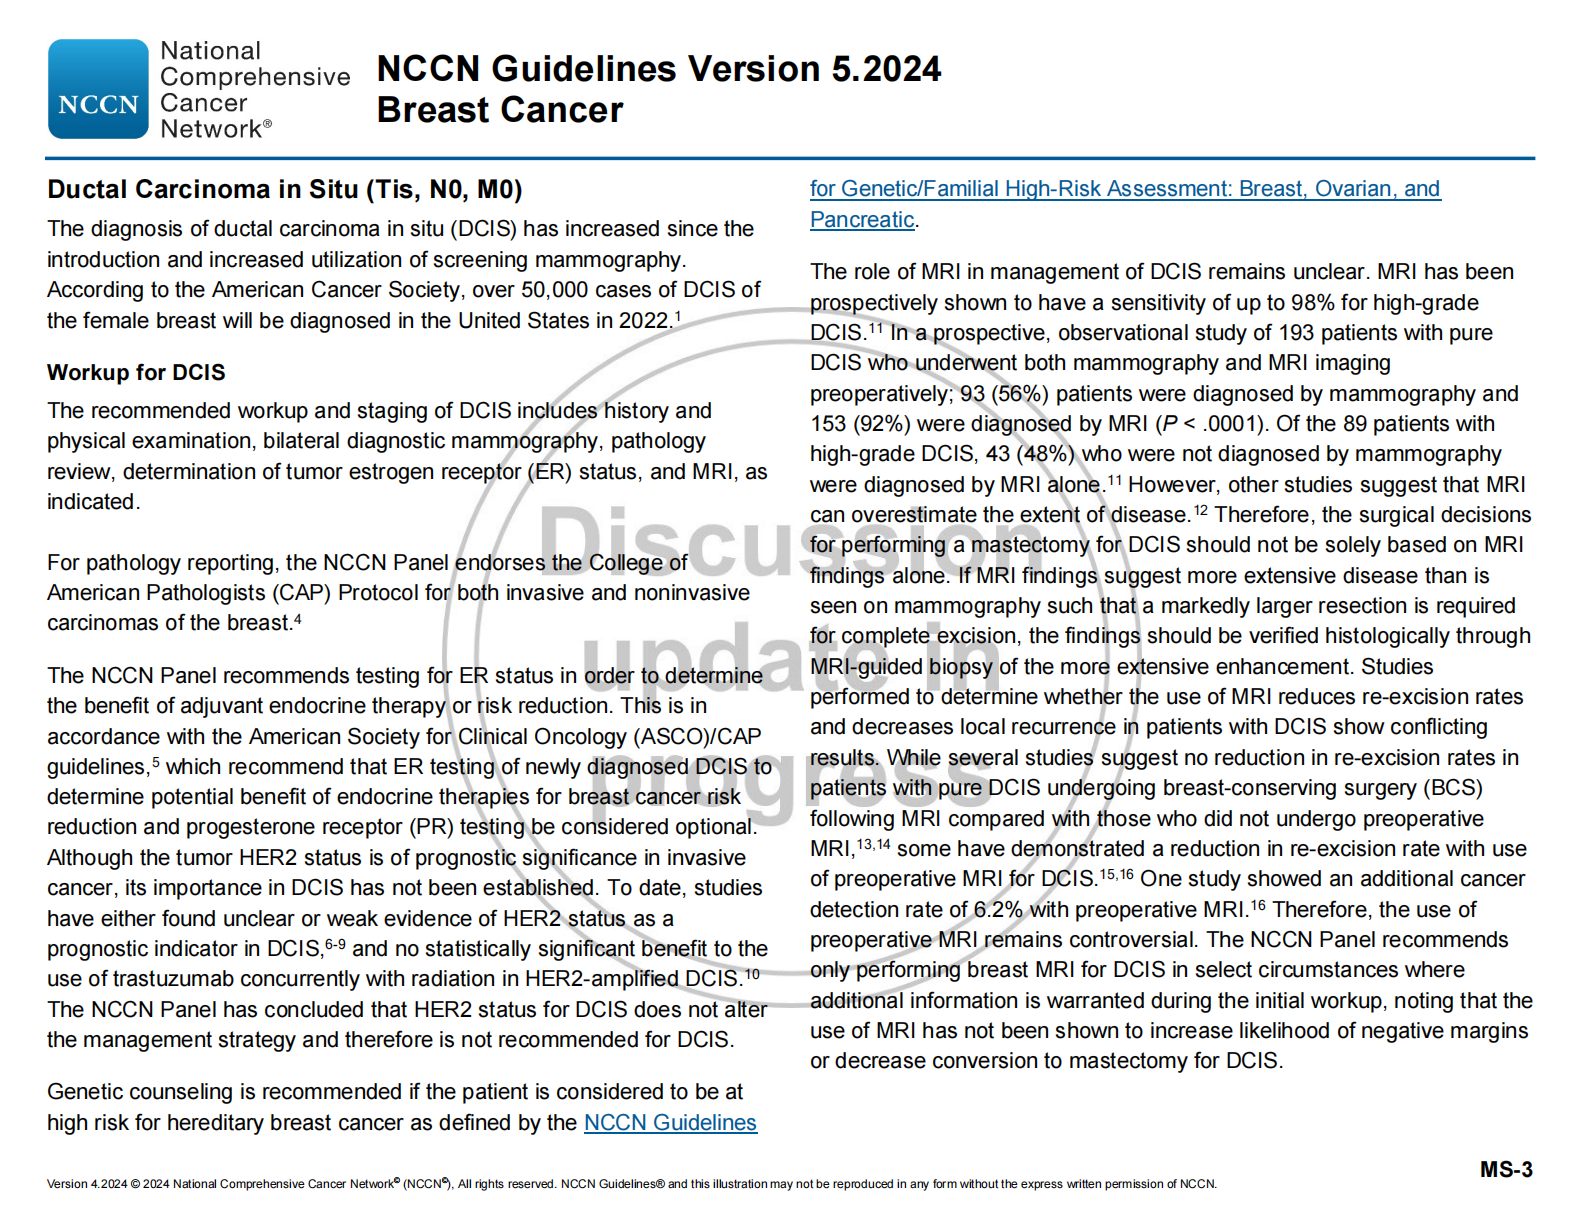 NCCN
National
Comprehensive
Cancer
Network®
NCCN Guidelines Version 5.2024
Breast Cancer
Ductal Carcinoma in Situ (Tis, N0, M0)
The diagnosis of ductal carcinoma in situ (DCIS) has increased since the
introduction and increased utilization of screening mammography.
According to the American Cancer Society, over 50,000 cases of DCIS of
the female breast will be diagnosed in the United States in 2022.1
Workup for DCIS
The recommended workup and staging of DCIS includes history and
physical examination, bilateral diagnostic mammography, pathology
review, determination of tumor estrogen receptor (ER) status, and MRI, as
indicated.
For pathology reporting, the NCCN Panel endorses the College of
American Pathologists (CAP) Protocol for both invasive and noninvasive
carcinomas of the breast.4
The NCCN Panel recommends testing for ER status in order to determine
the benefit of adjuvant endocrine therapy or risk reduction. This is in
accordance with the American Society for Clinical Oncology (ASCO)/CAP
guidelines,5 which recommend that ER testing of newly diagnosed DCIS to
determine potential benefit of endocrine therapies for breast cancer risk
reduction and progesterone receptor (PR) testing be considered optional.
Although the tumor HER2 status is of prognostic significance in invasive
cancer, its importance in DCIS has not been established. To date, studies
have either found unclear or weak evidence of HER2 status as a
prognostic indicator in DCIS,6-9 and no statistically significant benefit to the
use of trastuzumab concurrently with radiation in HER2-amplified DCIS.10
The NCCN Panel has concluded that HER2 status for DCIS does not alter
the management strategy and therefore is not recommended for DCIS.
Genetic counseling is recommended if the patient is considered to be at
high risk for hereditary breast cancer as defined by the NCCN Guidelines
for Genetic/Familial High-Risk Assessment: Breast, Ovarian, and
Pancreatic.
The role of MRI in management of DCIS remains unclear. MRI has been
prospectively shown to have a sensitivity of up to 98% for high-grade
DCIS.11 In a prospective, observational study of 193 patients with pure
DCIS who underwent both mammography and MRI imaging
preoperatively; 93 (56%) patients were diagnosed by mammography and
153 (92%) were diagnosed by MRI (P < .0001). Of the 89 patients with
high-grade DCIS, 43 (48%) who were not diagnosed by mammography
were diagnosed by MRI alone.11 However, other studies suggest that MRI
can overestimate the extent of disease.12 Therefore, the surgical decisions
for performing a mastectomy for DCIS should not be solely based on MRI
findings alone. If MRI findings suggest more extensive disease than is
seen on mammography such that a markedly larger resection is required
for complete excision, the findings should be verified histologically through
MRI-guided biopsy of the more extensive enhancement. Studies
performed to determine whether the use of MRI reduces re-excision rates
and decreases local recurrence in patients with DCIS show conflicting
results. While several studies suggest no reduction in re-excision rates in
patients with pure DCIS undergoing breast-conserving surgery (BCS)
following MRI compared with those who did not undergo preoperative
MRI,13,14 some have demonstrated a reduction in re-excision rate with use
of preoperative MRI for DCIS.15,16 One study showed an additional cancer
detection rate of 6.2% with preoperative MRI.16 Therefore, the use of
preoperative MRI remains controversial. The NCCN Panel recommends
only performing breast MRI for DCIS in select circumstances where
additional information is warranted during the initial workup, noting that the
use of MRI has not been shown to increase likelihood of negative margins
or decrease conversion to mastectomy for DCIS.
Discussion
update in
progress
MS-3
Version 4.2024 © 2024 National Comprehensive Cancer Network© (NCCN©), All rights reserved. NCCN Guidelines® and this illustration may not be reproduced in any form without the express written permission of NCCN.